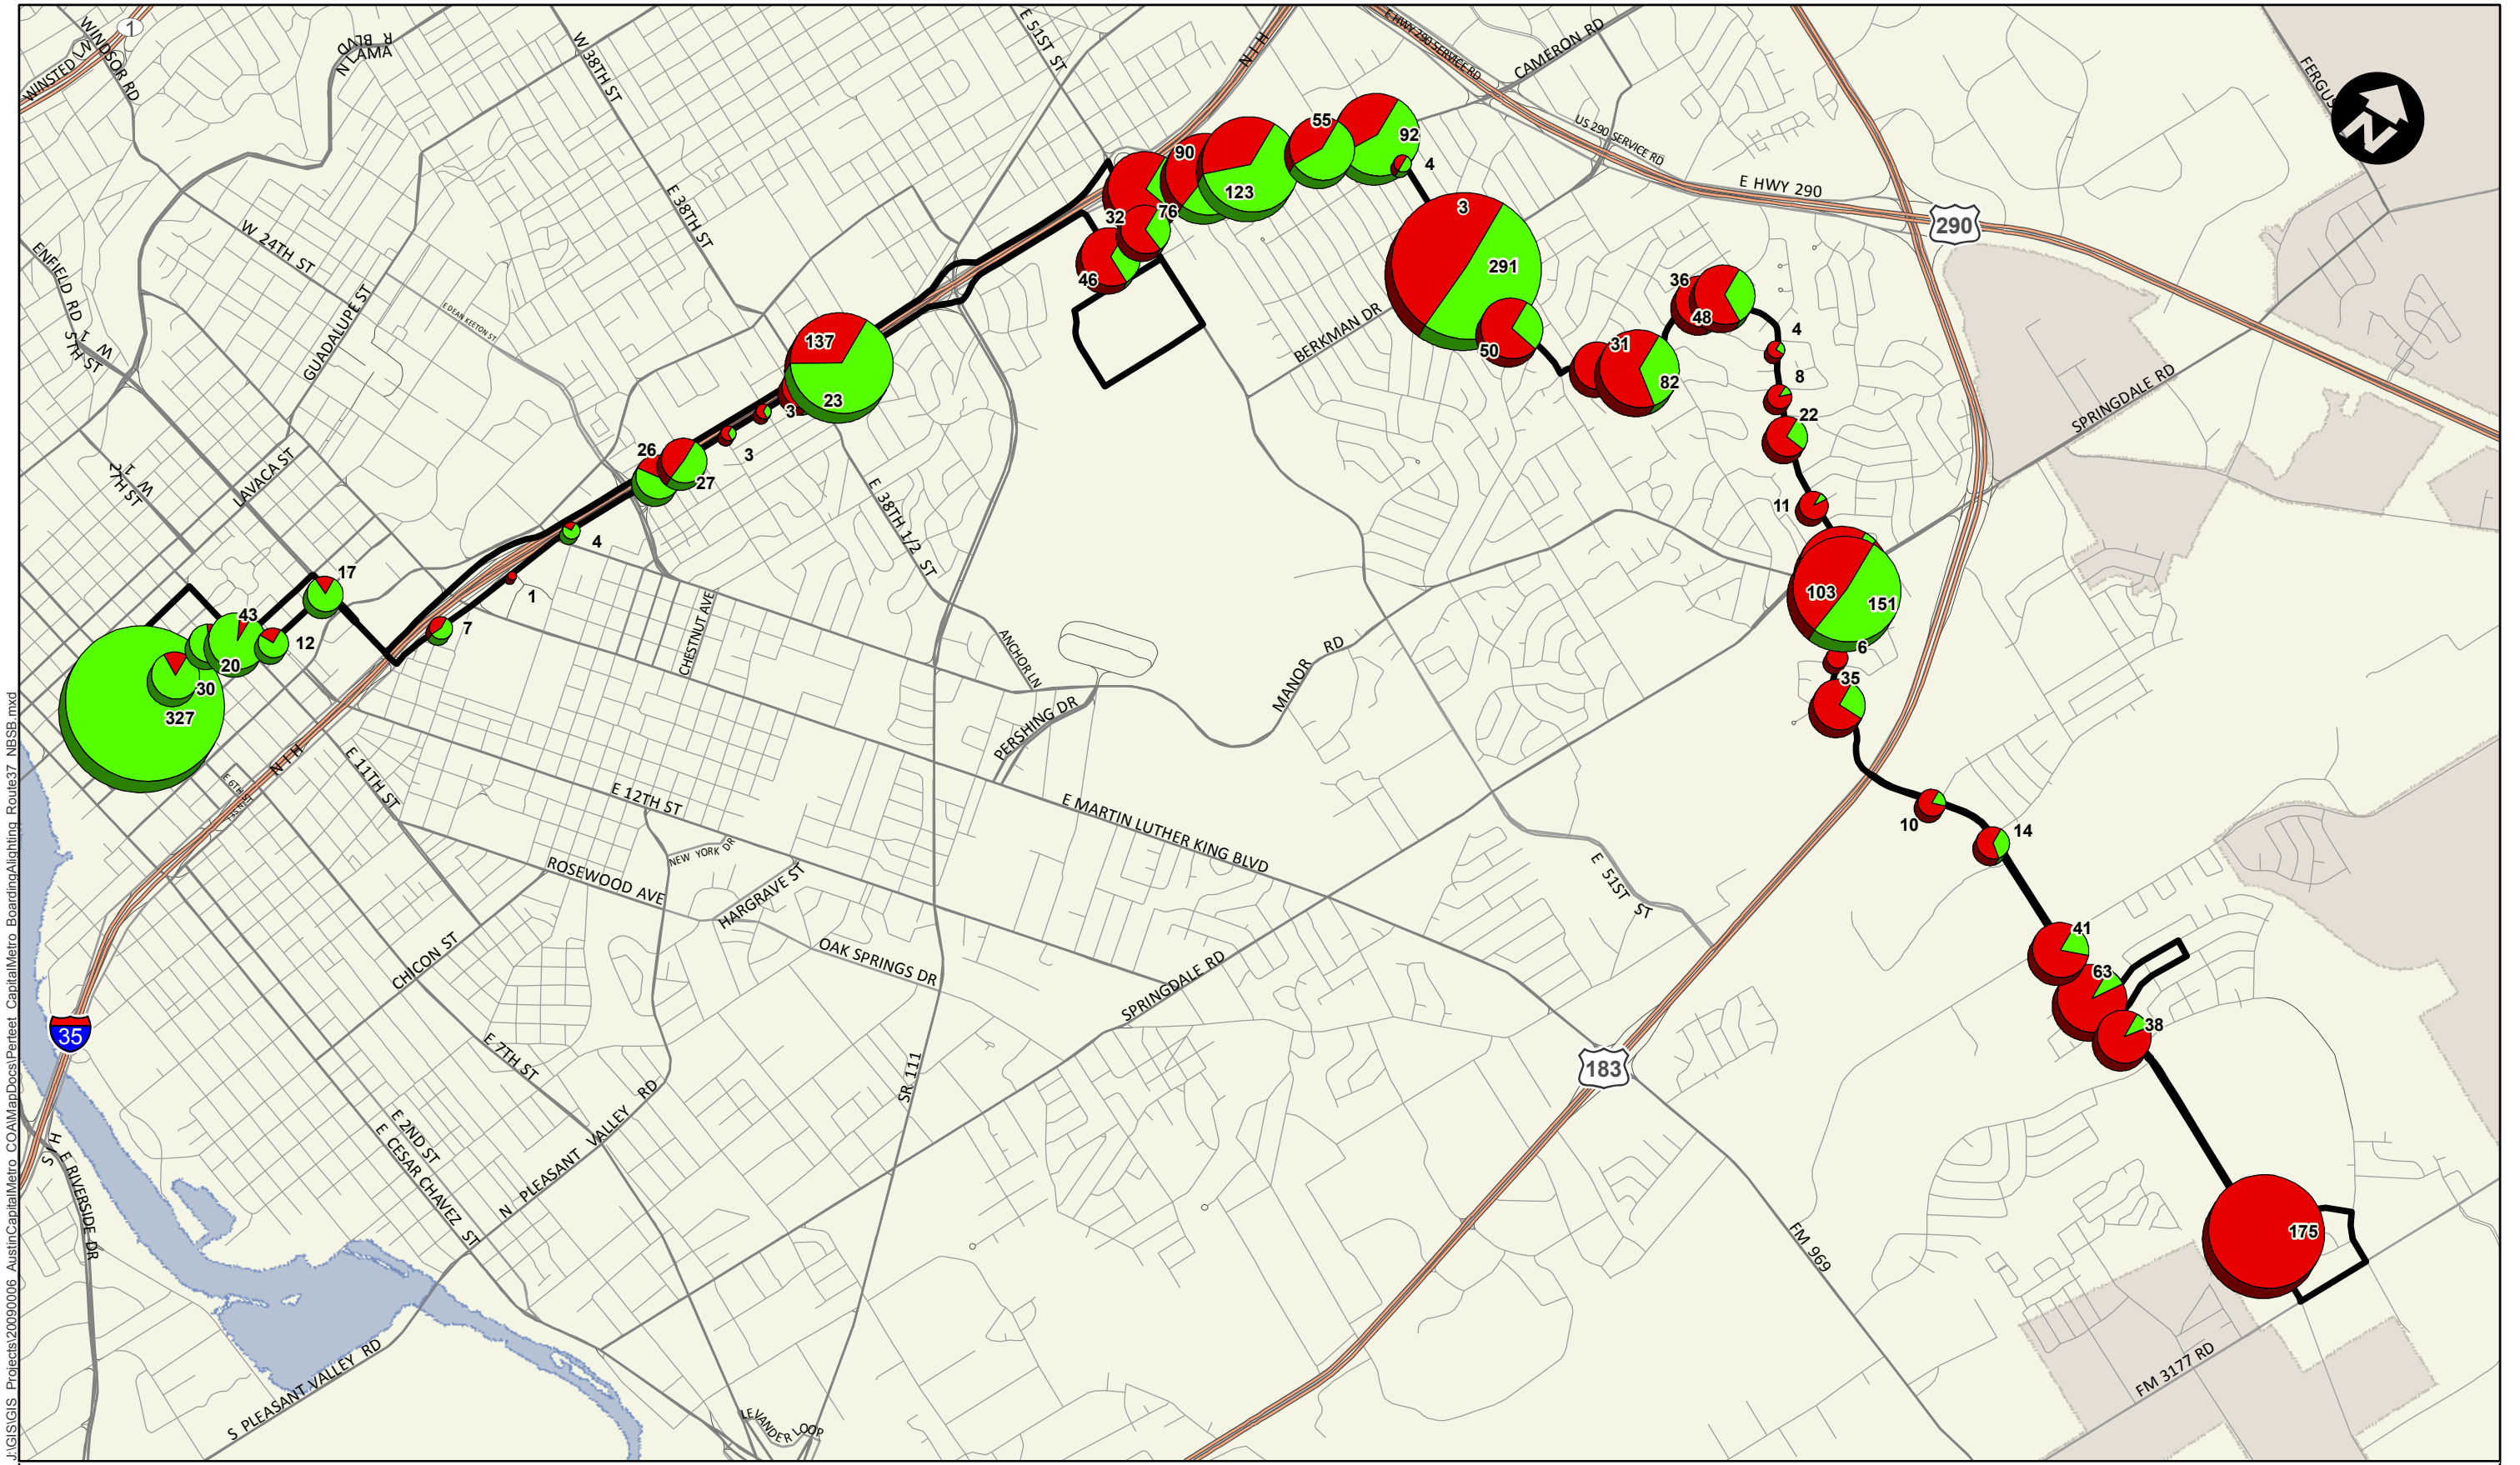 1
WINDSOR RD
WINSTED LN
N LAMAR BLVD
W 38TH ST
E 51ST ST
N IH
E HWY 290 SERVICE RD
CAMERON RD
US 290 SERVICE RD
E HWY 290
290
FERGUS
N
ENFIELD RD
W 15TH ST
W 24TH ST
GUADALUPE ST
E DEAN KEETON ST
E 38TH ST
LAVACA ST
BERKMAN DR
SPRINGDALE RD
E 38TH 1/2 ST
CHESTNUT AVE
ANCHOR LN
PERSHING DR
MANOR RD
E 11TH ST
E 6TH ST
N IH
E 12TH ST
E MARTIN LUTHER KING BLVD
NEW YORK DR
ROSEWOOD AVE
HARGRAVE ST
OAK SPRINGS DR
CHICON ST
SPRINGDALE RD
E 51ST ST
E 7TH ST
SR 111
183
35
S IH
E RIVERSIDE DR
E 2ND ST
E CESAR CHAVEZ ST
N PLEASANT VALLEY RD
S PLEASANT VALLEY RD
LEVANDER LOOP
FM 969
FM 3177 RD
327
30
20
43
12
17
7
1
4
26
27
3
3
23
137
46
32
76
90
123
55
92
4
3
291
50
31
82
36
48
4
8
22
11
103
151
6
35
10
14
41
63
38
175
J:\GIS\GIS_Projects\20090006_AustinCapitalMetro_COA\MapDocs\Perteet_CapitalMetro_BoardingAlighting_Route37_NBSB.mxd